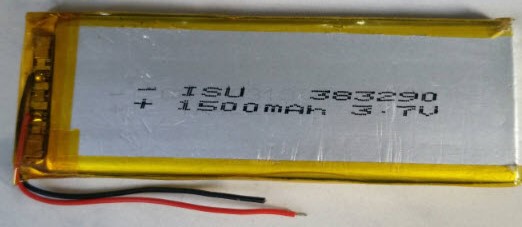 - ISU 383290
+ 1500mAh 3.7V